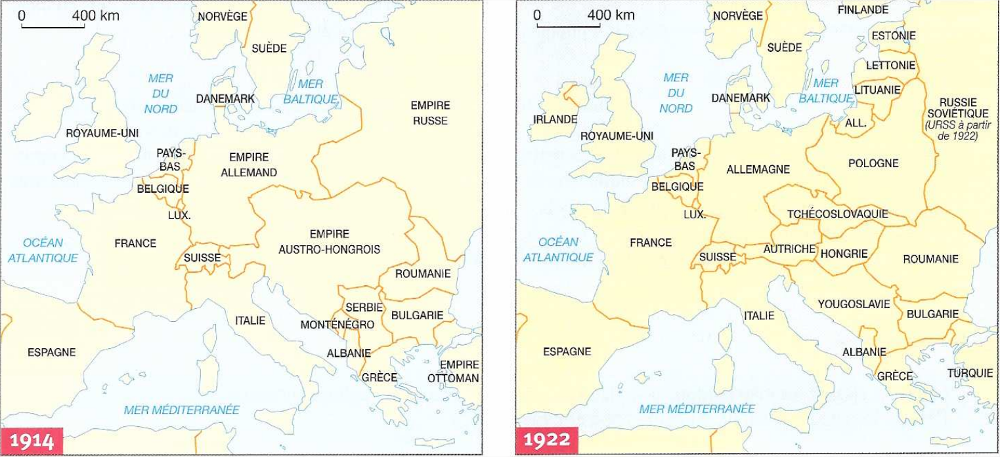 0 400 km
NORVÈGE
SUÈDE
MER
DU
NORD
MER
BALTIQUE
DANEMARK
EMPIRE
RUSSE
ROYAUME-UNI
PAYS-
BAS
EMPIRE
ALLEMAND
BELGIQUE
LUX.
OCÉAN
ATLANTIQUE
FRANCE
EMPIRE
AUSTRO-HONGROIS
SUISSE
ROUMANIE
SERBIE
BULGARIE
MONTÉNÉGRO
ITALIE
ESPAGNE
ALBANIE
EMPIRE
OTTOMAN
GRÈCE
MER MÉDITERRANÉE
1914
0 400 km
NORVÈGE
FINLANDE
SUÈDE
ESTONIE
LETTONIE
MER
DU
NORD
MER
BALTIQUE
LITUANIE
DANEMARK
RUSSIE
SOVIÉTIQUE
(URSS à partir
de 1922)
IRLANDE
ALL.
ROYAUME-UNI
PAYS-
BAS
ALLEMAGNE
POLOGNE
BELGIQUE
LUX.
TCHÉCOSLOVAQUIE
OCÉAN
ATLANTIQUE
FRANCE
SUISSE
AUTRICHE
HONGRIE
ROUMANIE
YOUGOSLAVIE
BULGARIE
ITALIE
ESPAGNE
ALBANIE
GRÈCE
TURQUIE
MER MÉDITERRANÉE
1922